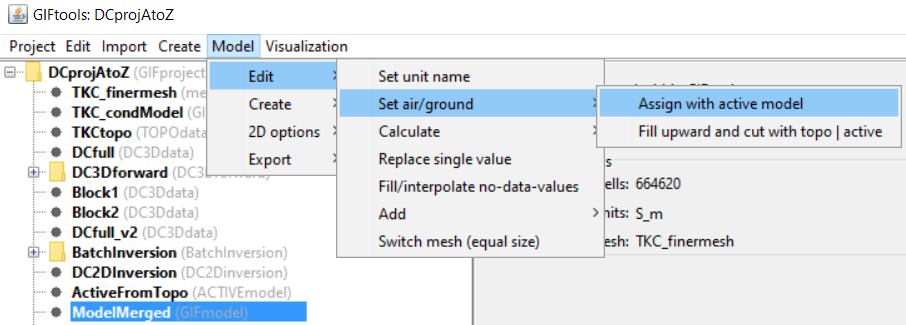 GIFtools: DCprojAtoZ
Project Edit Import Create Model Visualization
DCprojAtoZ (GIFproject
TKC_finermesh (me
TKC_condModel (GI
TKCtopo (TOPOdata
DCfull (DC3Ddata)
DC3Dforward (DC3Dforward)
Block1 (DC3Ddata)
Block2 (DC3Ddata)
DCfull_v2 (DC3Ddata)
BatchInversion (BatchInversion)
DC2DInversion (DC2Dinversion)
ActiveFromTopo (ACTIVEmodel)
ModelMerged (GIFmodel)
Edit
Create
2D options
Export
Set unit name
Set air/ground
Calculate
Replace single value
Fill/interpolate no-data-values
Add
Switch mesh (equal size)
Assign with active model
Fill upward and cut with topo | active
s
ells: 664620
nits: S_m
esh: TKC_finermesh